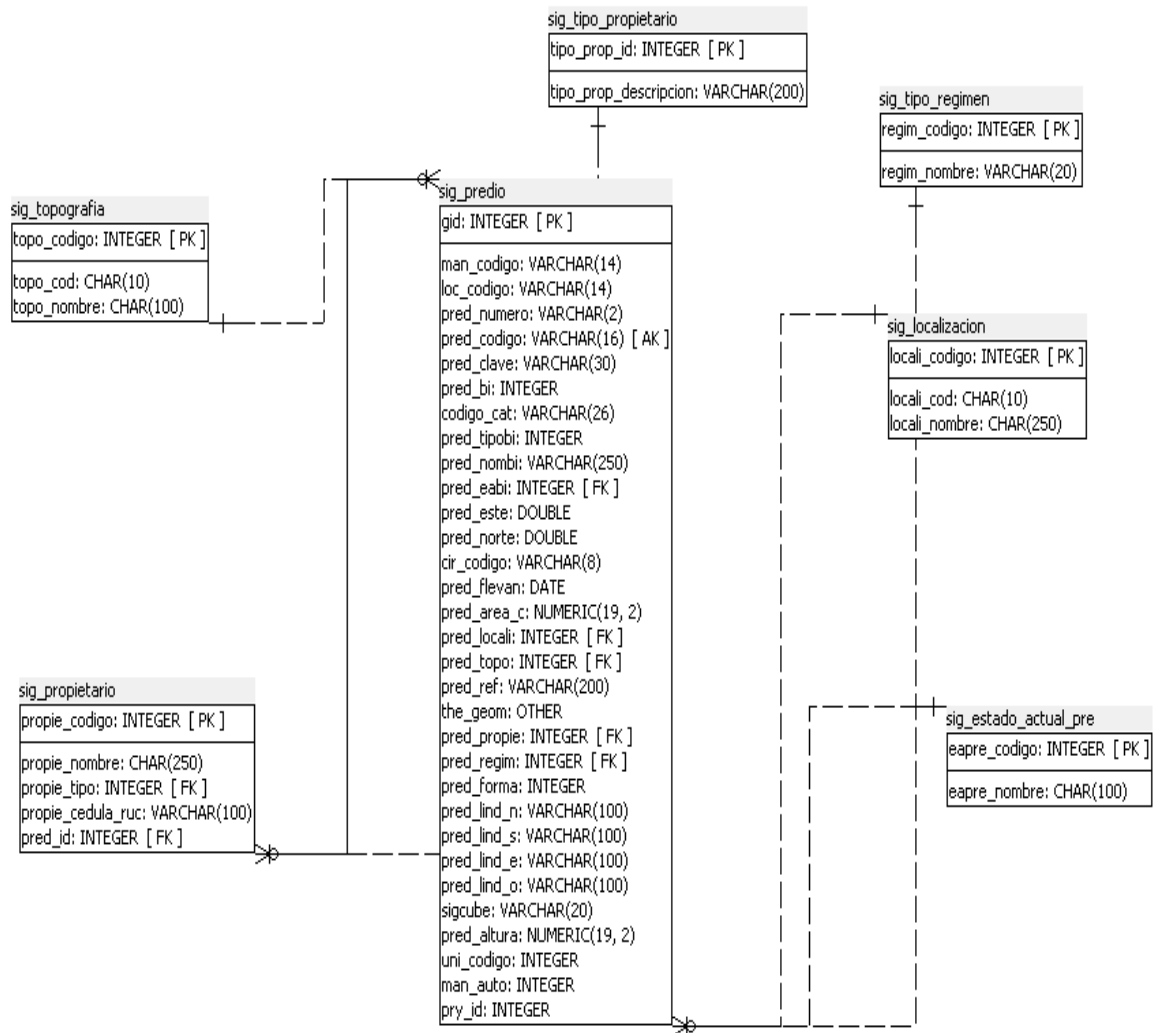 sig_tipo_propietario
tipo_prop_id: INTEGER [ PK ]
tipo_prop_descripcion: VARCHAR(200)
sig_tipo_regimen
regim_codigo: INTEGER [ PK ]
regim_nombre: VARCHAR(20)
sig_topografia
topo_codigo: INTEGER [ PK ]
topo_cod: CHAR(10)
topo_nombre: CHAR(100)
sig_predio
gid: INTEGER [ PK ]
man_codigo: VARCHAR(14)
loc_codigo: VARCHAR(14)
pred_numero: VARCHAR(2)
pred_codigo: VARCHAR(16) [ AK ]
pred_clave: VARCHAR(30)
pred_bi: INTEGER
codigo_cat: VARCHAR(26)
pred_tipobi: INTEGER
pred_nombi: VARCHAR(250)
pred_eabi: INTEGER [ FK ]
pred_este: DOUBLE
pred_norte: DOUBLE
cir_codigo: VARCHAR(8)
pred_flevan: DATE
pred_area_c: NUMERIC(19, 2)
pred_locali: INTEGER [ FK ]
pred_topo: INTEGER [ FK ]
pred_ref: VARCHAR(200)
the_geom: OTHER
pred_propie: INTEGER [ FK ]
pred_regim: INTEGER [ FK ]
pred_forma: INTEGER
pred_lind_n: VARCHAR(100)
pred_lind_s: VARCHAR(100)
pred_lind_e: VARCHAR(100)
pred_lind_o: VARCHAR(100)
sigcube: VARCHAR(20)
pred_altura: NUMERIC(19, 2)
uni_codigo: INTEGER
man_auto: INTEGER
pry_id: INTEGER
sig_localizacion
locali_codigo: INTEGER [ PK ]
locali_cod: CHAR(10)
locali_nombre: CHAR(250)
sig_propietario
propie_codigo: INTEGER [ PK ]
propie_nombre: CHAR(250)
propie_tipo: INTEGER [ FK ]
propie_cedula_ruc: VARCHAR(100)
pred_id: INTEGER [ FK ]
sig_estado_actual_pre
eapre_codigo: INTEGER [ PK ]
eapre_nombre: CHAR(100)